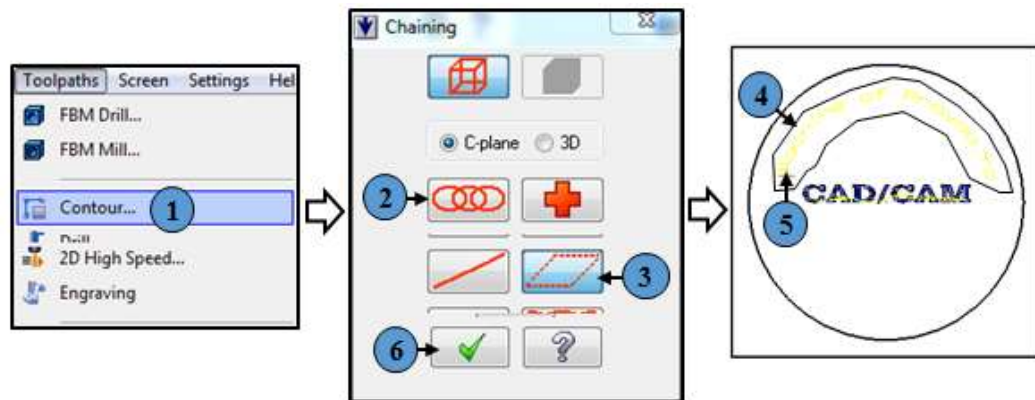 Toolpaths Screen Settings Hel
FBM Drill...
FBM Mill...
Contour... 1
Drill
2D High Speed...
Engraving
Chaining
C-plane 3D
2
3
6
4
5
CAD/CAM